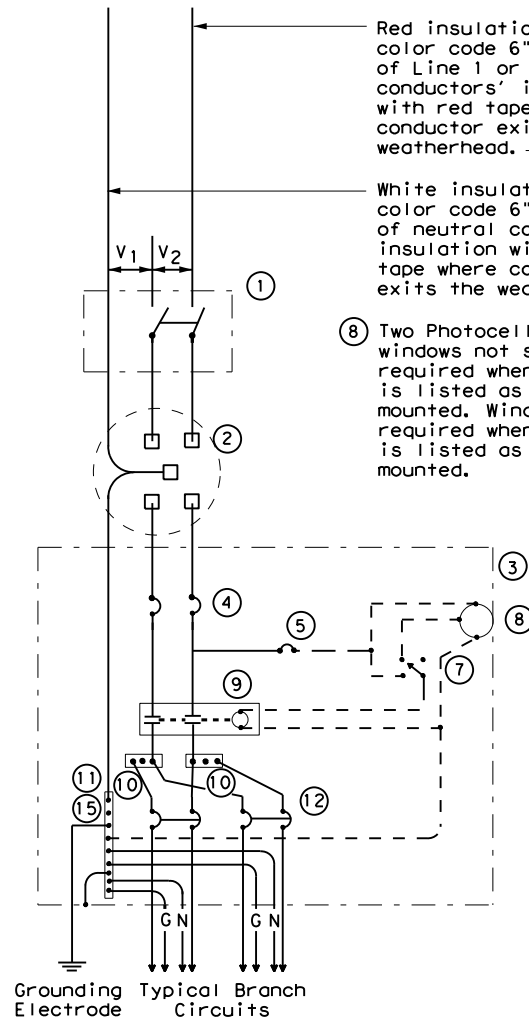 Red insulatio
color code 6"
of Line 1 or
conductors' i
with red tape
conductor exi
weatherhead.
White insulat
color code 6"
of neutral co
insulation wi
tape where co
exits the wea
V1 V2
1
8 Two Photocell
windows not s
required when
is listed as
mounted. Wind
required when
is listed as
mounted.
2
3
4
5
8
7
9
11
10
10
15
12
G N
G N
Grounding
Electrode
Typical Branch
Circuits